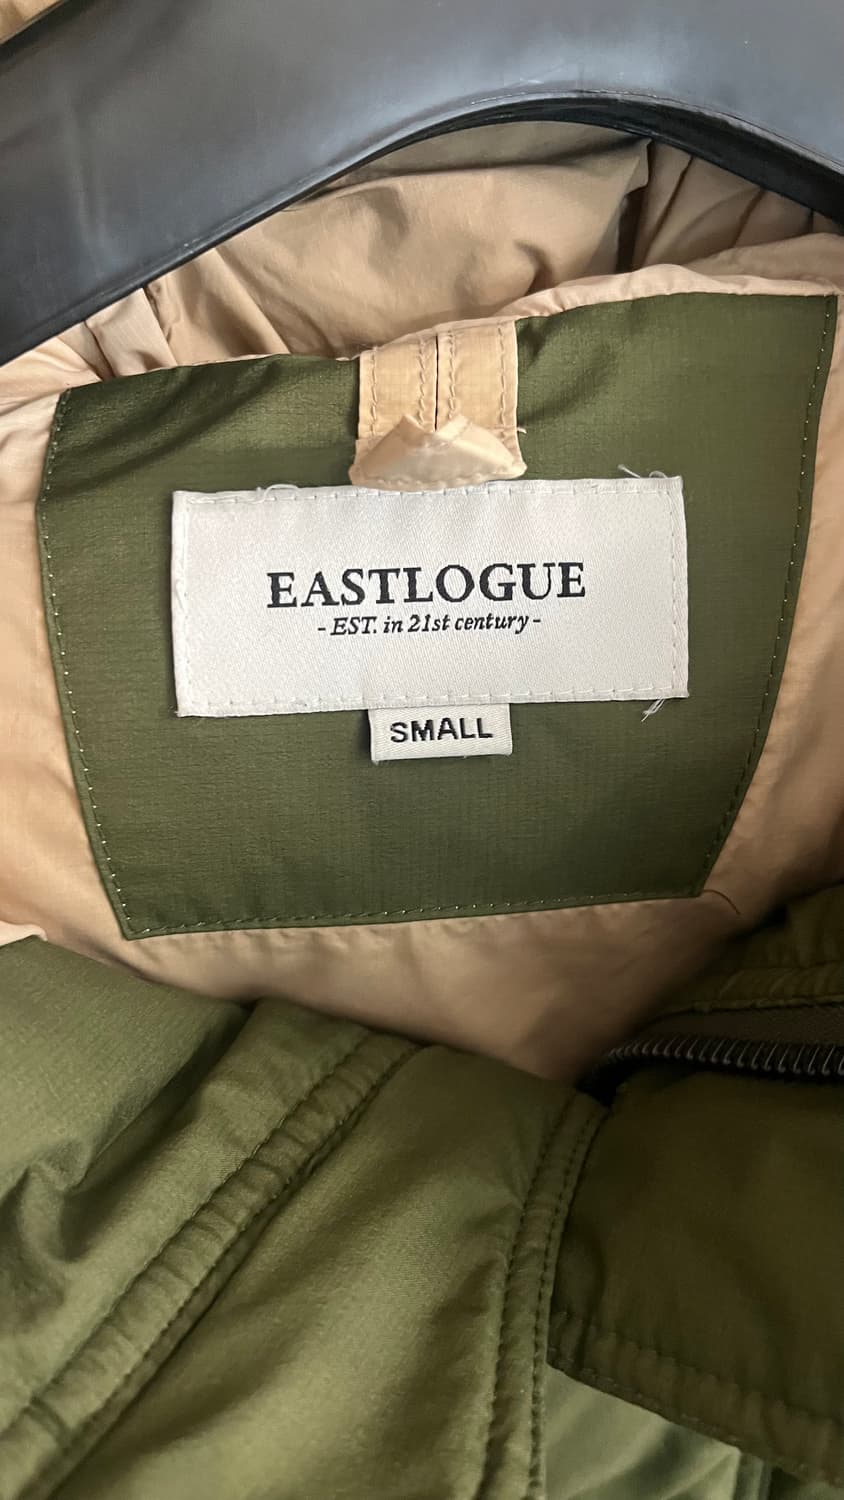 EASTLOGUE
- EST. in 21st century -
SMALL